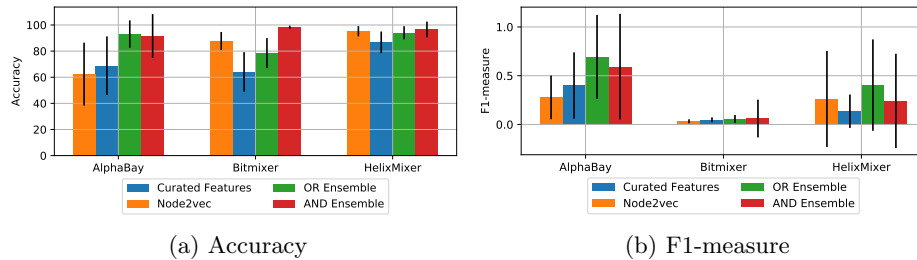 100
80
60
40
20
0
Accuracy
AlphaBay
Bitmixer
HelixMixer
Curated Features
OR Ensemble
Node2vec
AND Ensemble
(a) Accuracy
1.0
0.5
0.0
F1-measure
AlphaBay
Bitmixer
HelixMixer
Curated Features
OR Ensemble
Node2vec
AND Ensemble
(b) F1-measure